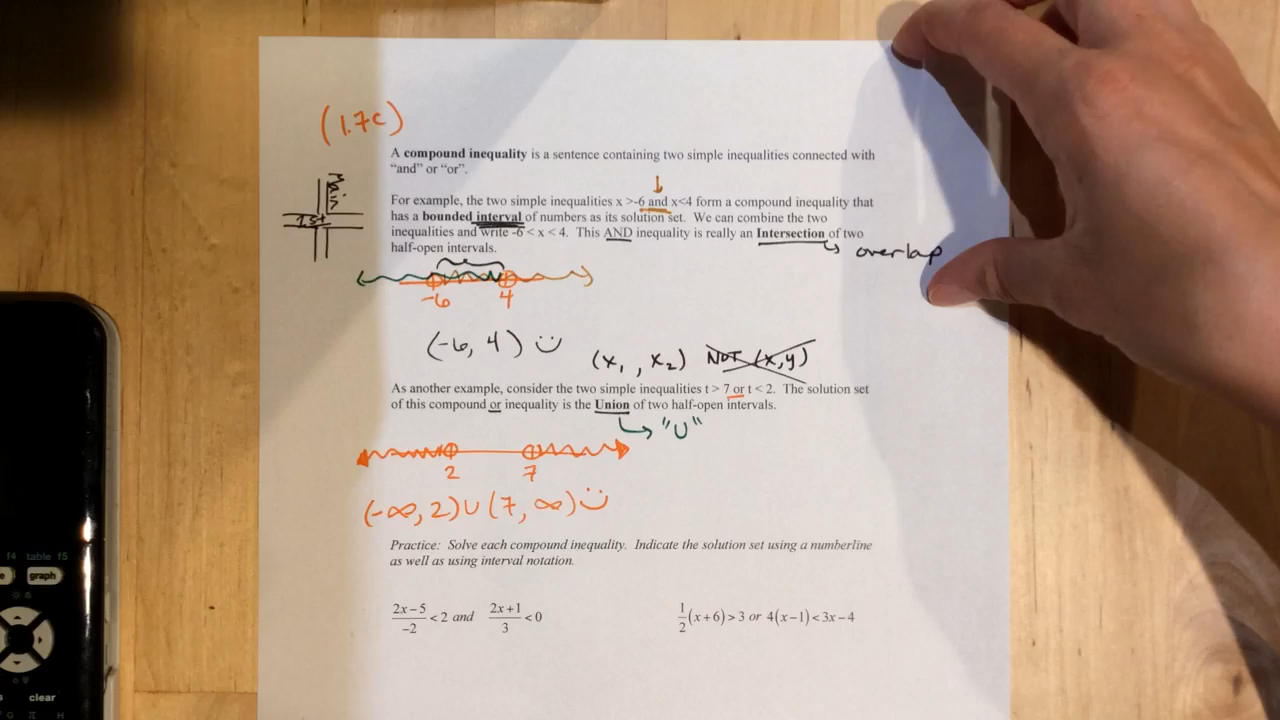 (1.7c)
A compound inequality is a sentence containing two simple inequalities connected with
“and” or “or”.
For example, the two simple inequalities x >-6 and x<4 form a compound inequality that
has a bounded interval of numbers as its solution set. We can combine the two
inequalities and write -6 < x < 4. This AND inequality is really an Intersection of two
half-open intervals.
overlap
-6 4
(-6, 4)
(x₁, x₂) NOT (x,y)
As another example, consider the two simple inequalities t > 7 or t < 2. The solution set
of this compound or inequality is the Union of two half-open intervals.
"U"
2 7
(-∞, 2)∪(7, ∞)
Practice: Solve each compound inequality. Indicate the solution set using a numberline
as well as using interval notation.
(2x-5)/-2 < 2 and (2x+1)/3 < 0
1/2(x+6) > 3 or 4(x-1) < 3x-4
f4 table f5
graph
clear